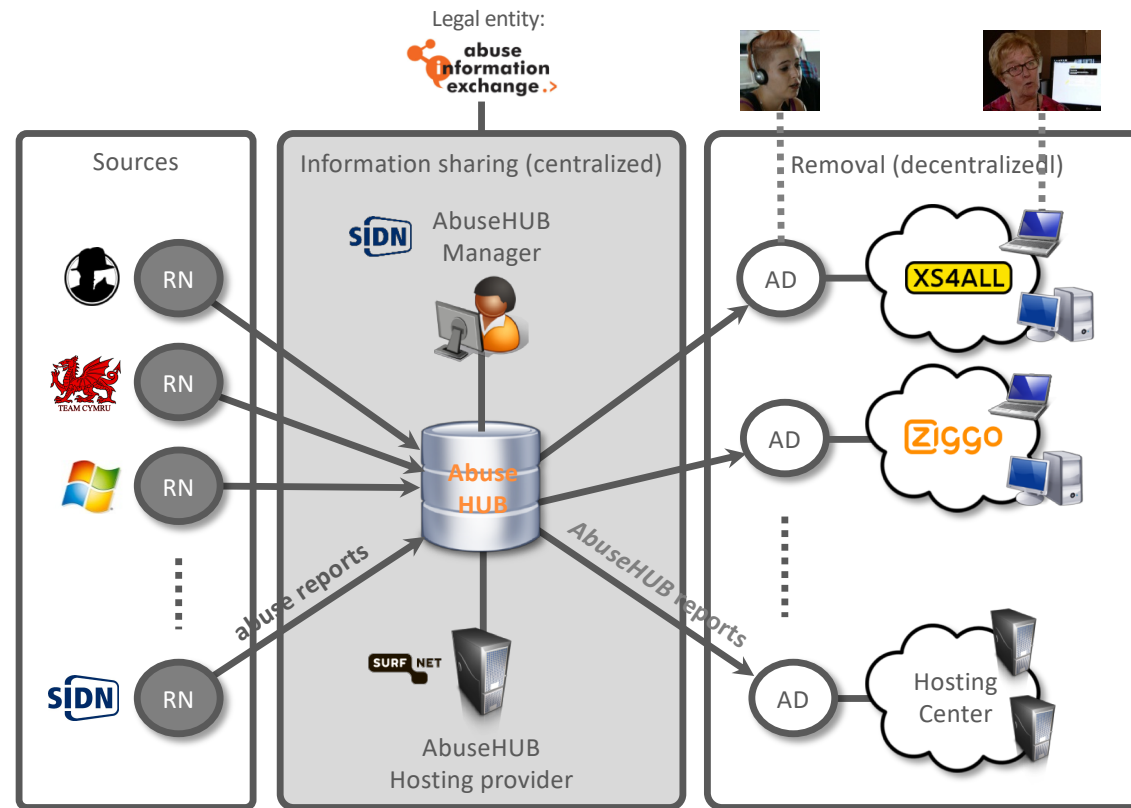 Legal entity:
abuse
information
exchange
Sources
Information sharing (centralized)
Removal (decentralizedl)
SIDN
AbuseHUB
Manager
RN
AD
XS4ALL
RN
TEAM CYMRU
AD
ziggo
RN
Abuse
HUB
abuse reports
AbuseHUB reports
SURF NET
SIDN
RN
AD
Hosting
Center
AbuseHUB
Hosting provider